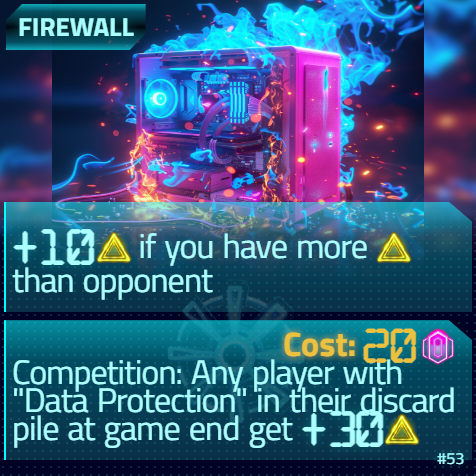 FIREWALL
+10 if you have more
than opponent
Cost: 20
Competition: Any player with
"Data Protection" in their discard
pile at game end get +30
#53